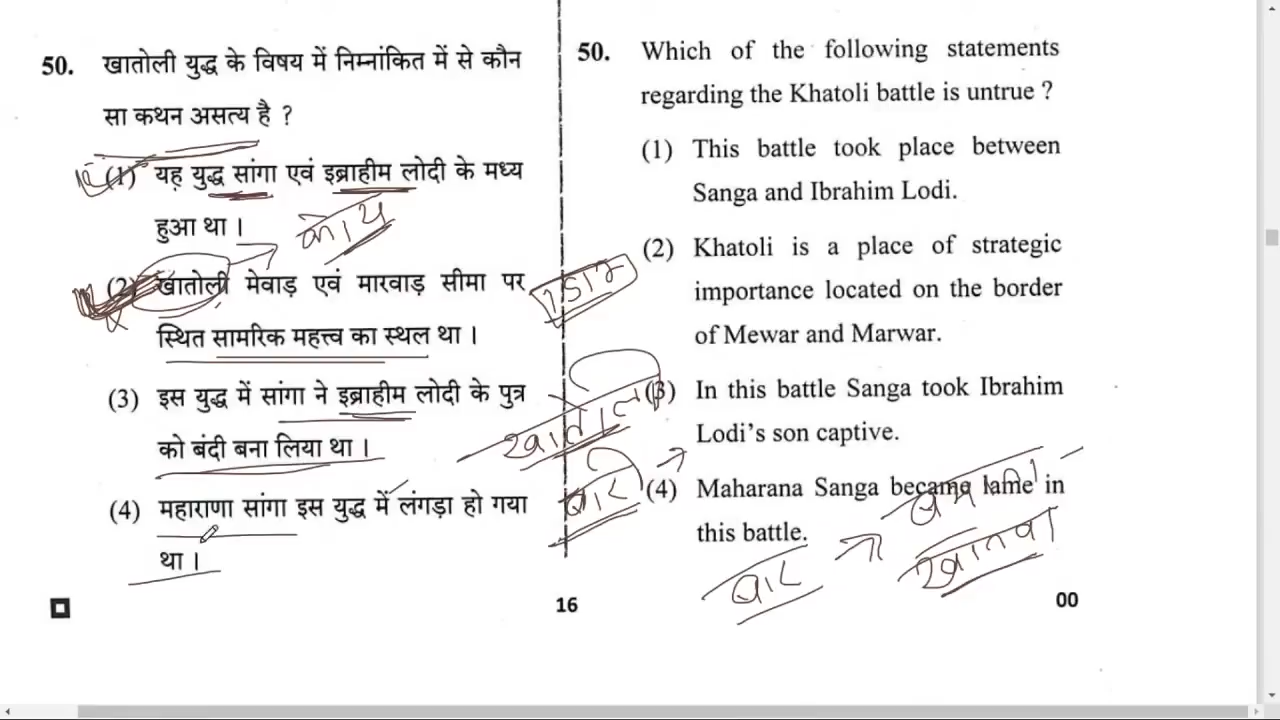 50. खातोली युद्ध के विषय में निम्नांकित में से कौन
सा कथन असत्य है ?
(1) यह युद्ध सांगा एवं इब्राहीम लोदी के मध्य
हुआ था ।
(2) खातोली मेवाड़ एवं मारवाड़ सीमा पर
स्थित सामरिक महत्त्व का स्थल था ।
(3) इस युद्ध में सांगा ने इब्राहीम लोदी के पुत्र
को बंदी बना लिया था ।
(4) महाराणा सांगा इस युद्ध में लंगड़ा हो गया
था ।
50. Which of the following statements
regarding the Khatoli battle is untrue ?
(1) This battle took place between
Sanga and Ibrahim Lodi.
(2) Khatoli is a place of strategic
importance located on the border
of Mewar and Marwar.
(3) In this battle Sanga took Ibrahim
Lodi's son captive.
(4) Maharana Sanga became lame in
this battle.
खातोली
खानवा
16
00